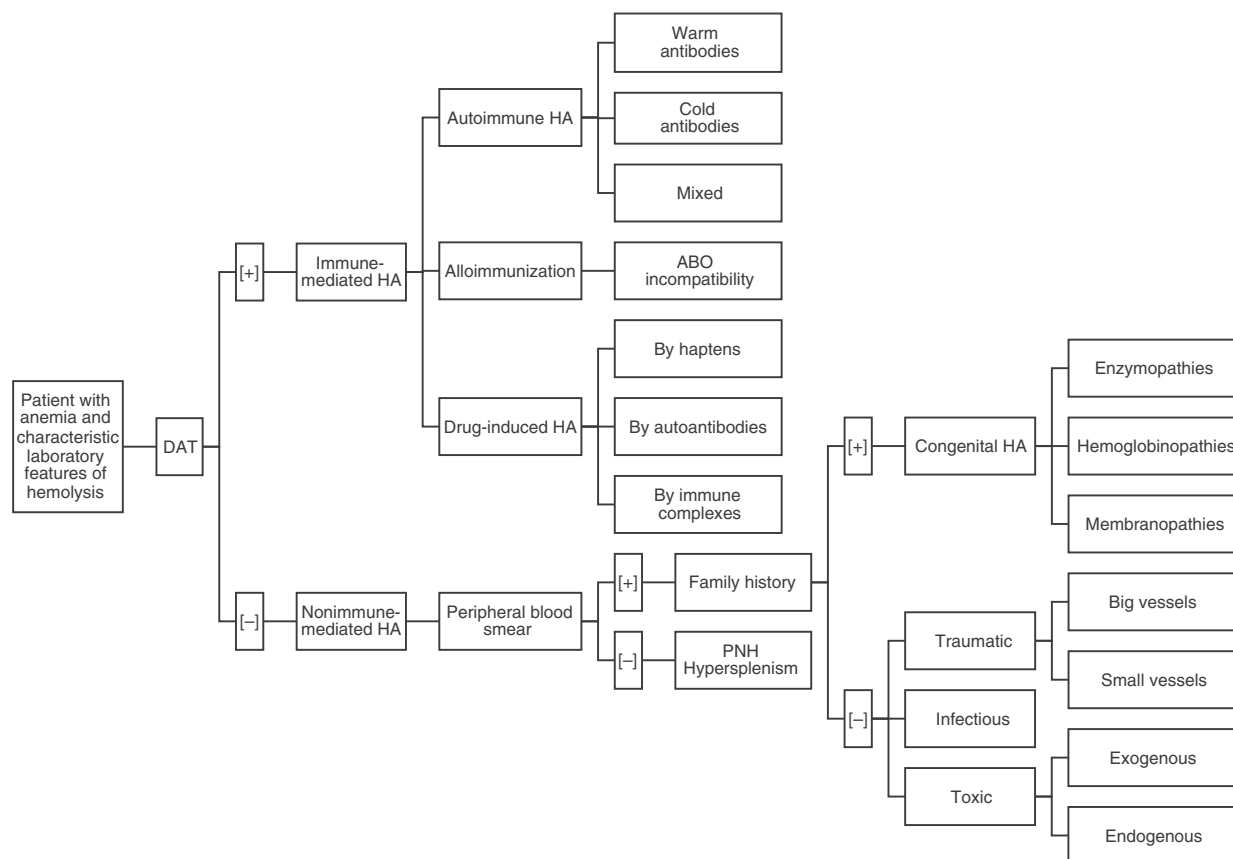 Patient with
anemia and
characteristic
laboratory
features of
hemolysis
DAT
[+]
Immune-
mediated HA
Autoimmune HA
Warm
antibodies
Cold
antibodies
Mixed
Alloimmunization
ABO
incompatibility
Drug-induced HA
By haptens
By autoantibodies
By immune
complexes
[–]
Nonimmune-
mediated HA
Peripheral blood
smear
[+]
Family history
[+]
Congenital HA
Enzymopathies
Hemoglobinopathies
Membranopathies
[–]
Traumatic
Big vessels
Small vessels
Infectious
Toxic
Exogenous
Endogenous
[–]
PNH
Hypersplenism